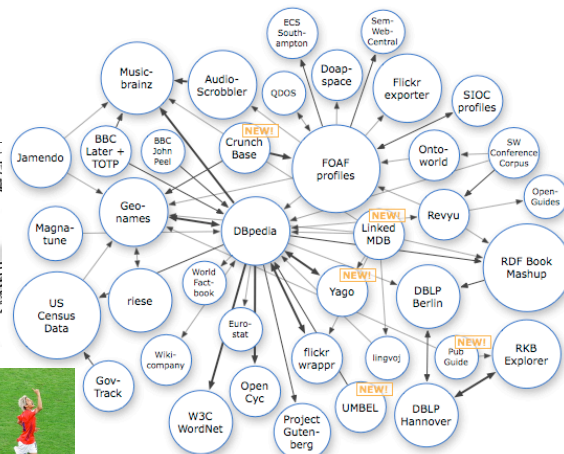 ECS
South-
ampton
Sem-
Web-
Central
Music-
brainz
Audio-
Scrobbler
QDOS
Doap-
space
Flickr
exporter
SIOC
profiles
Jamendo
BBC
Later +
TOTP
BBC
John
Peel
NEW!
Crunch
Base
FOAF
profiles
Onto-
world
SW
Conference
Corpus
Open-
Guides
Magna-
tune
Geo-
names
DBpedia
NEW!
Linked
MDB
Revyu
RDF Book
Mashup
US
Census
Data
riese
World
Fact-
book
NEW!
Yago
DBLP
Berlin
Euro-
stat
Wiki-
company
flickr
wrappr
lingvoj
NEW!
Pub
Guide
RKB
Explorer
Gov-
Track
Open
Cyc
NEW!
UMBEL
W3C
WordNet
Project
Guten-
berg
DBLP
Hannover